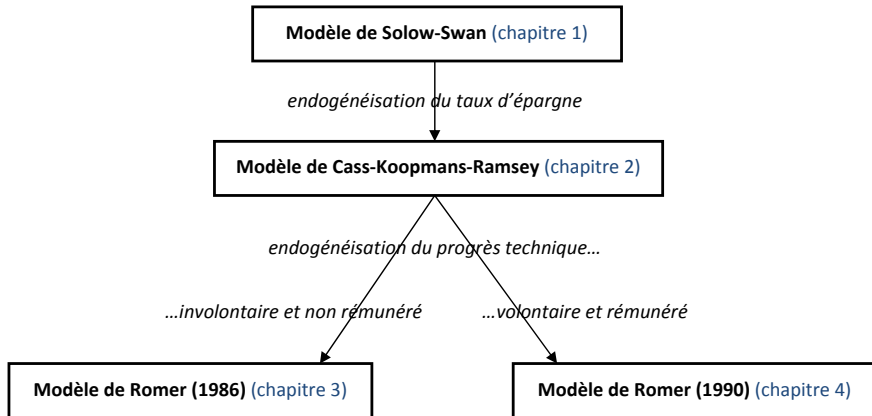 Modèle de Solow-Swan (chapitre 1)
endogénéisation du taux d'épargne
Modèle de Cass-Koopmans-Ramsey (chapitre 2)
endogénéisation du progrès technique…
…involontaire et non rémunéré
…volontaire et rémunéré
Modèle de Romer (1986) (chapitre 3)
Modèle de Romer (1990) (chapitre 4)